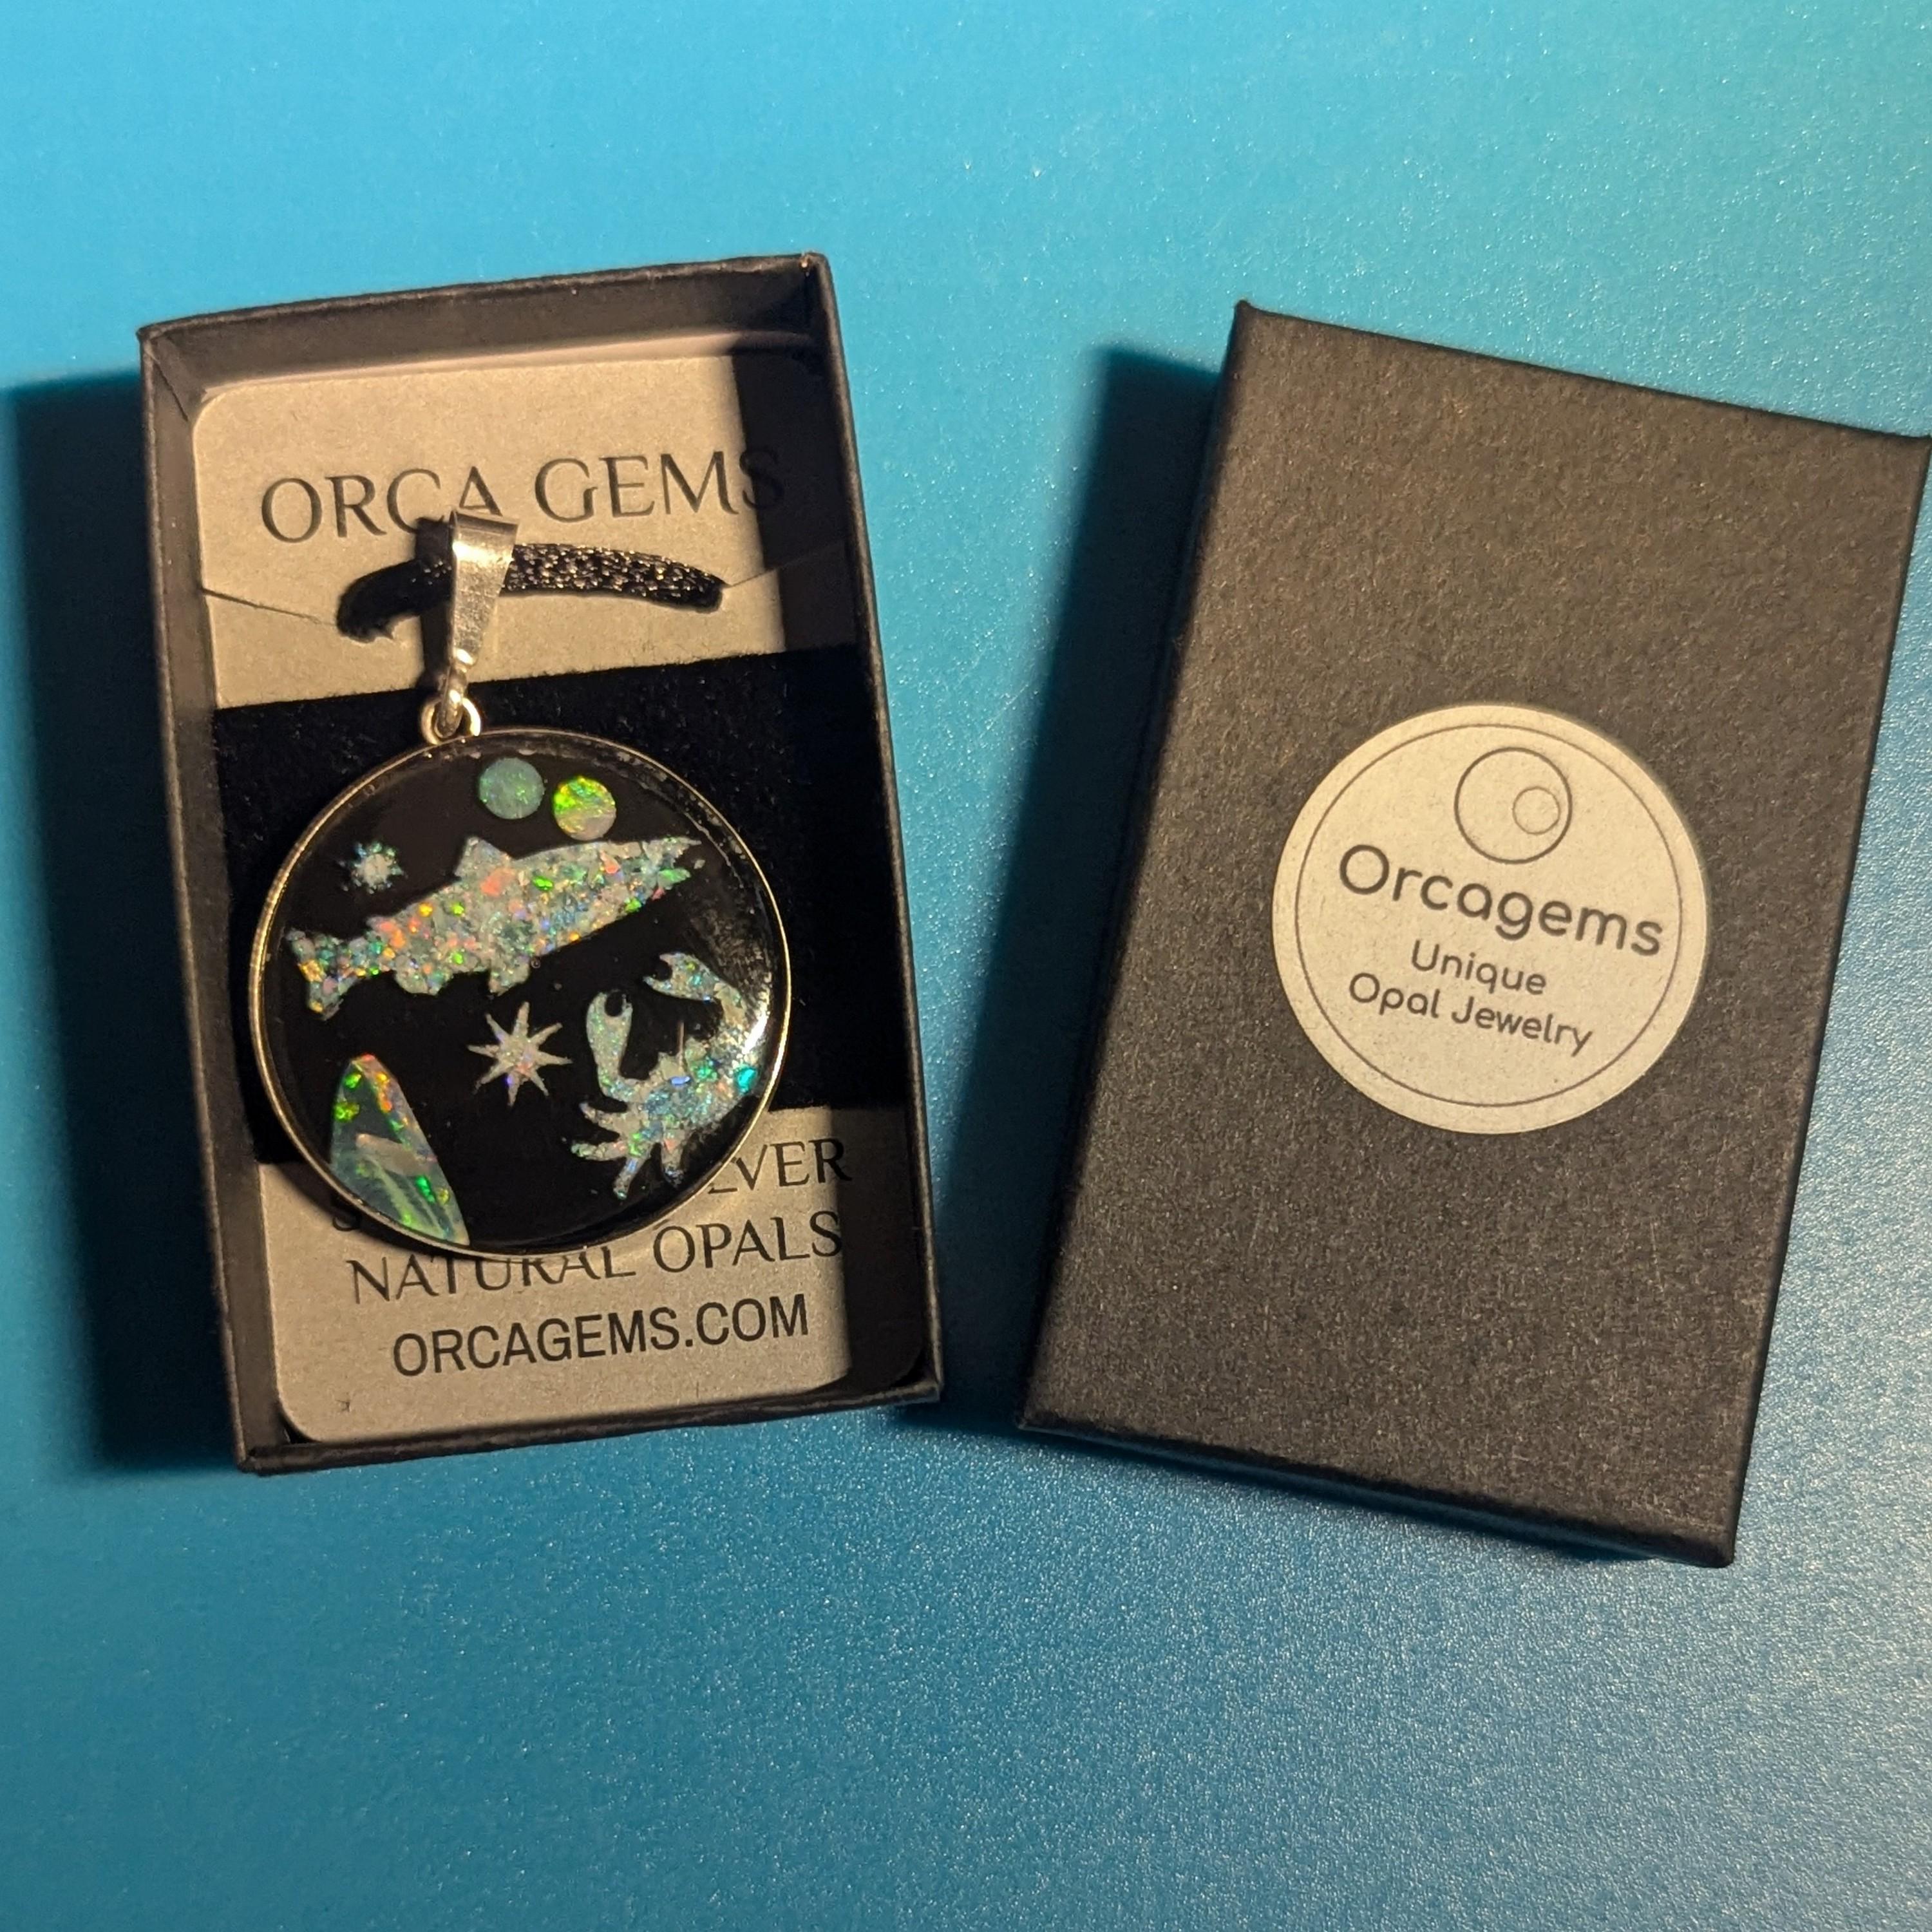 ORCA GEMS
NATURAL OPALS
ORCAGEMS.COM
Orcagems
Unique
Opal Jewelry